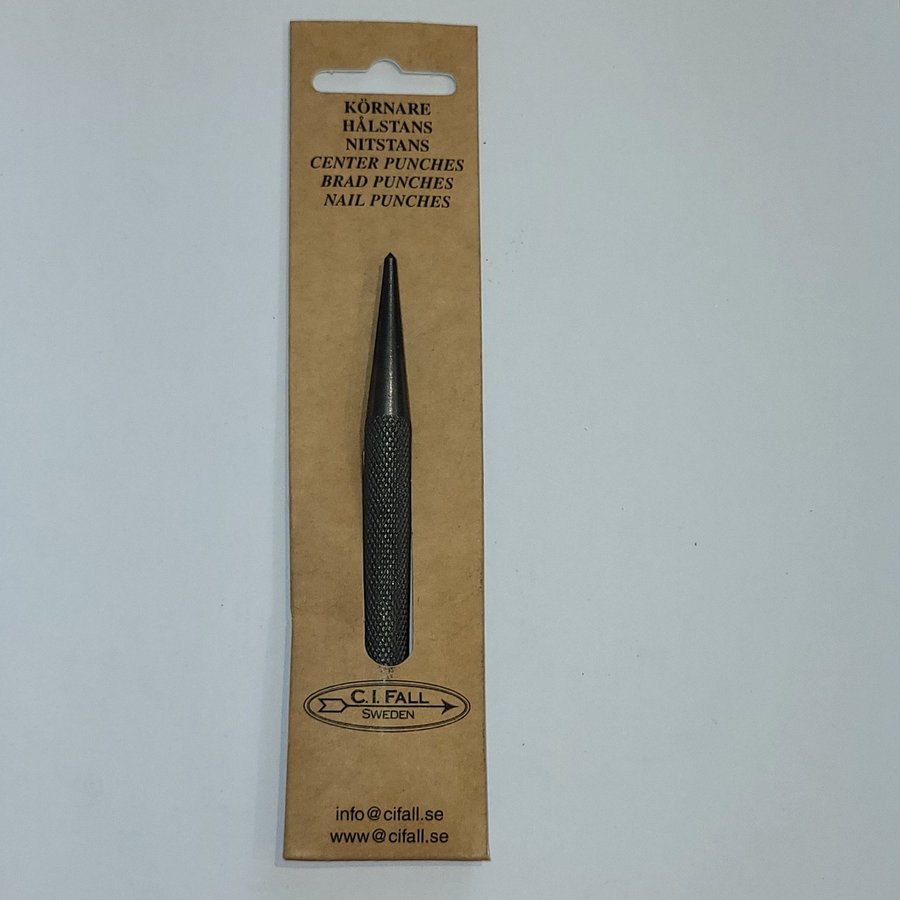 KÖRNARE
HÅLSTANS
NITSTANS
CENTER PUNCHES
BRAD PUNCHES
NAIL PUNCHES
C. I. FALL
SWEDEN
info@cifall.se
www@cifall.se